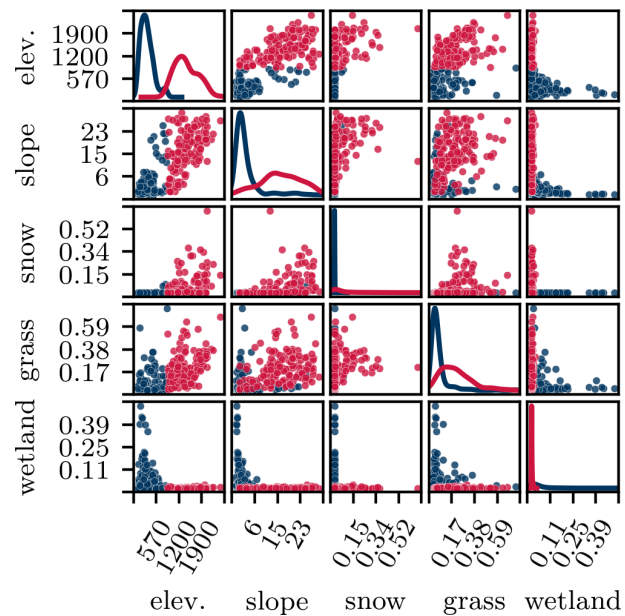 elev.
1900
1200
570
slope
23
15
6
snow
0.52
0.34
0.15
grass
0.59
0.38
0.17
wetland
0.39
0.25
0.11
570 1200 1900 6 15 23 0.15 0.34 0.52 0.17 0.38 0.59 0.11 0.25 0.39
elev. slope snow grass wetland